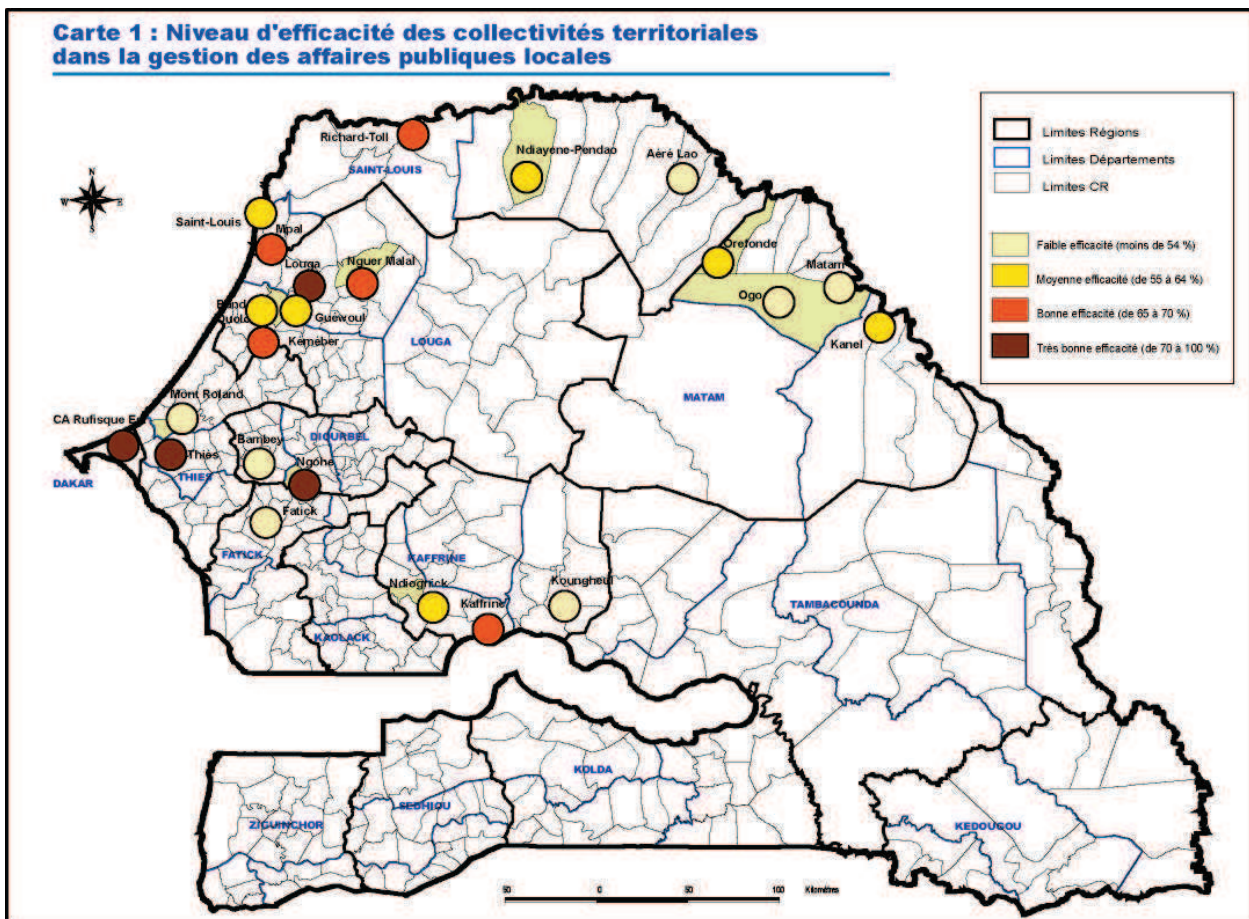 Carte 1 : Niveau d'efficacité des collectivités territoriales
dans la gestion des affaires publiques locales
N
W E
S
Limites Régions
Limites Départements
Limites CR
Faible efficacité (moins de 54 %)
Moyenne efficacité (de 55 à 64 %)
Bonne efficacité (de 65 à 70 %)
Très bonne efficacité (de 70 à 100 %)
Richard-Toll
SAINT-LOUIS
Ndiayene-Pendao
Aéré Lao
Saint-Louis
Mpal
Louga
Nguer Malal
Orefonde
Matam
Ogo
Guéwoul
Kanel
Kéméber
LOUGA
MATAM
Mont Roland
CA Rufisque
Thiès
THIES
DAKAR
Bambey
DIOURBEL
Ngohe
Fatick
FATICK
KAFFRINE
Ndiognick
Kaffrine
Koungheul
KAOLACK
TAMBACOUNDA
KOLDA
SEDHIOU
ZIGUINCHOR
KEDOUGOU
50 0 50 100 Kilomètres